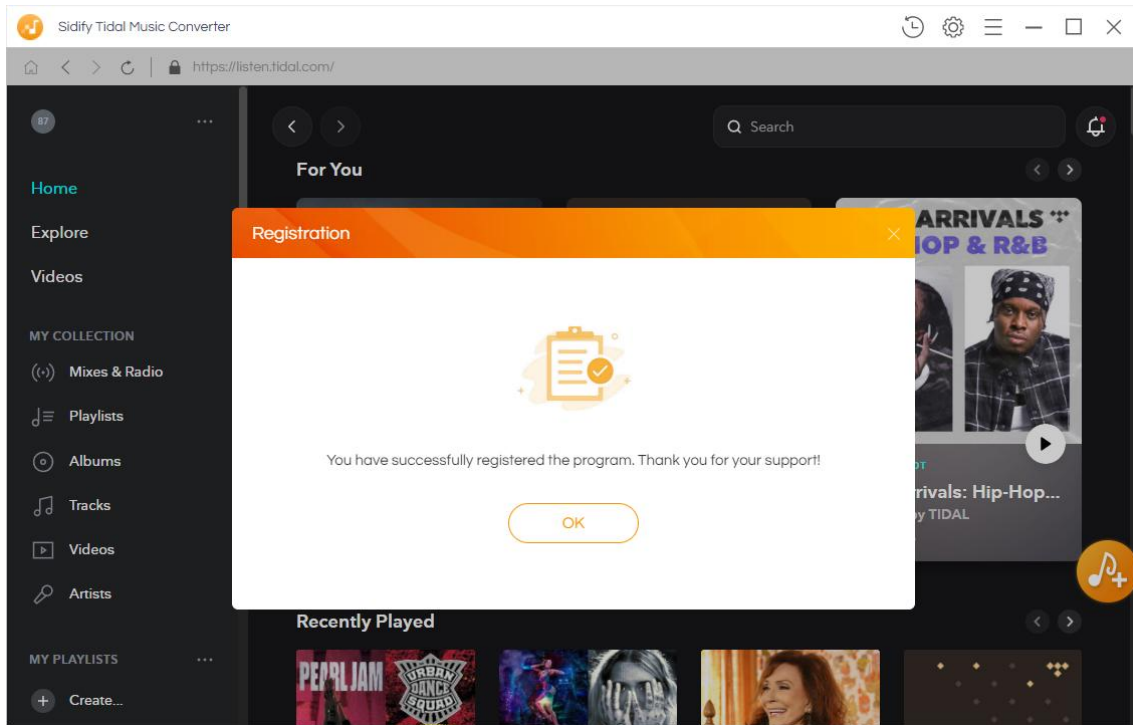 Sidify Tidal Music Converter
https://listen.tidal.com/
87
Search
For You
Home
Explore
Videos
MY COLLECTION
Mixes & Radio
Playlists
Albums
Tracks
Videos
Artists
MY PLAYLISTS
Create...
Registration
You have successfully registered the program. Thank you for your support!
OK
ARRIVALS
HOP & R&B
rivals: Hip-Hop...
by TIDAL
Recently Played
PEARL JAM
URBAN
DANCE
SQUAD